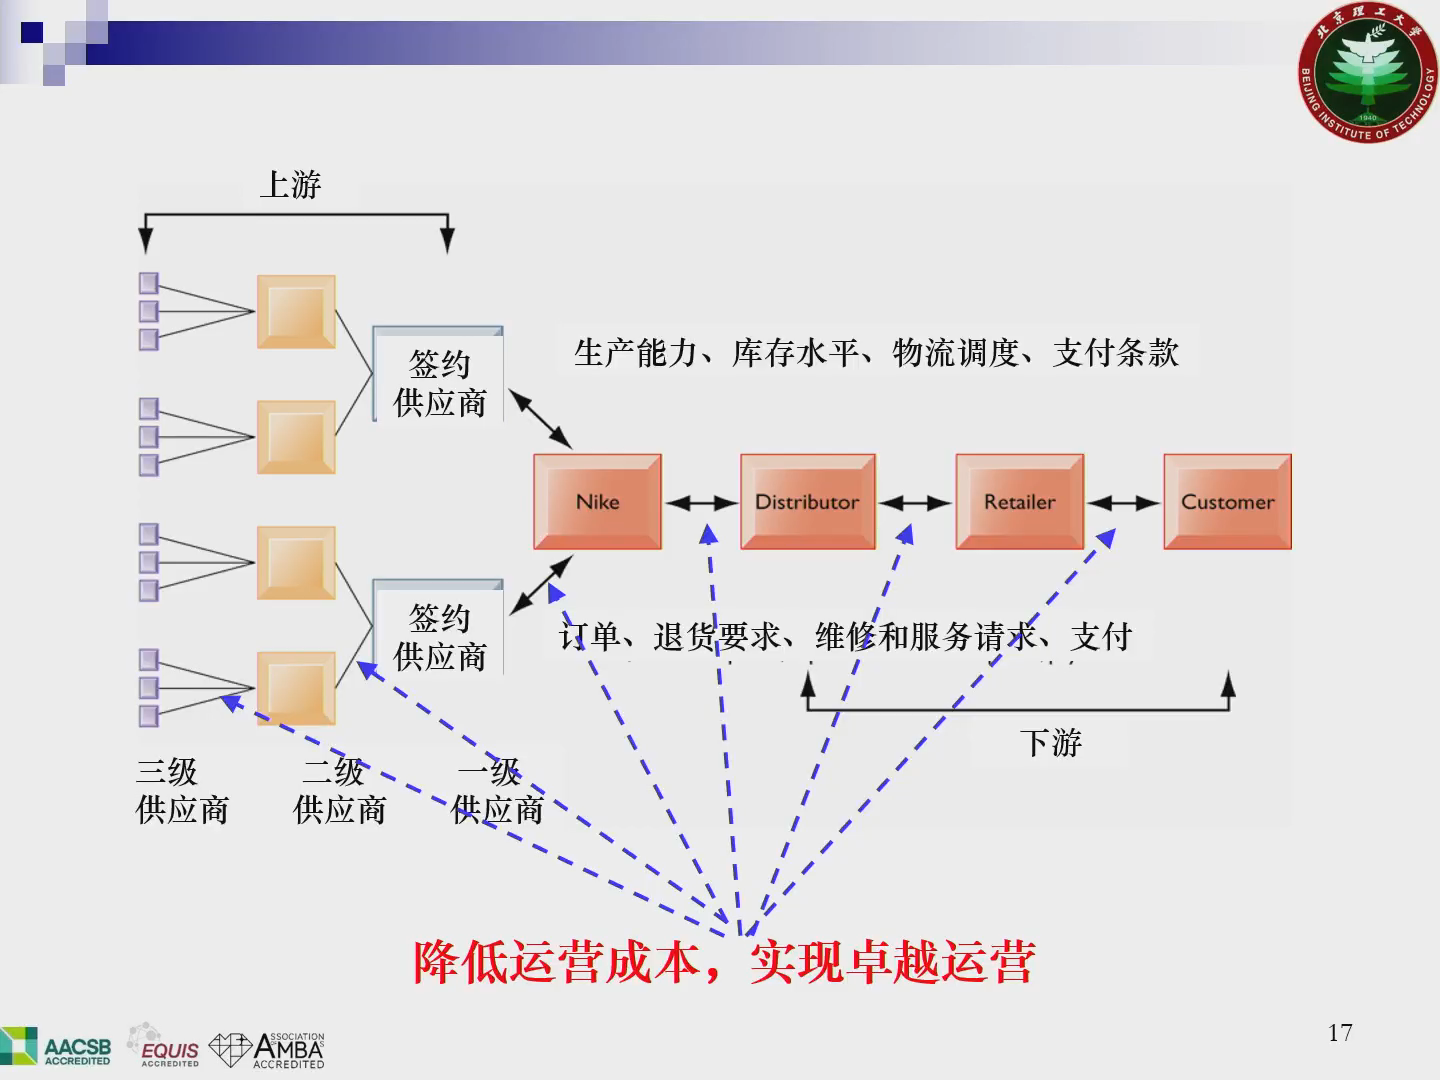 北京理工大学
BEIJING INSTITUTE OF TECHNOLOGY
1940
上游
签约
供应商
生产能力、库存水平、物流调度、支付条款
Nike
Distributor
Retailer
Customer
签约
供应商
订单、退货要求、维修和服务请求、支付
下游
三级
供应商
二级
供应商
一级
供应商
降低运营成本，实现卓越运营
AACSB
ACCREDITED
EQUIS
ACCREDITED
ASSOCIATION
OF
AMBAˢ
ACCREDITED
17